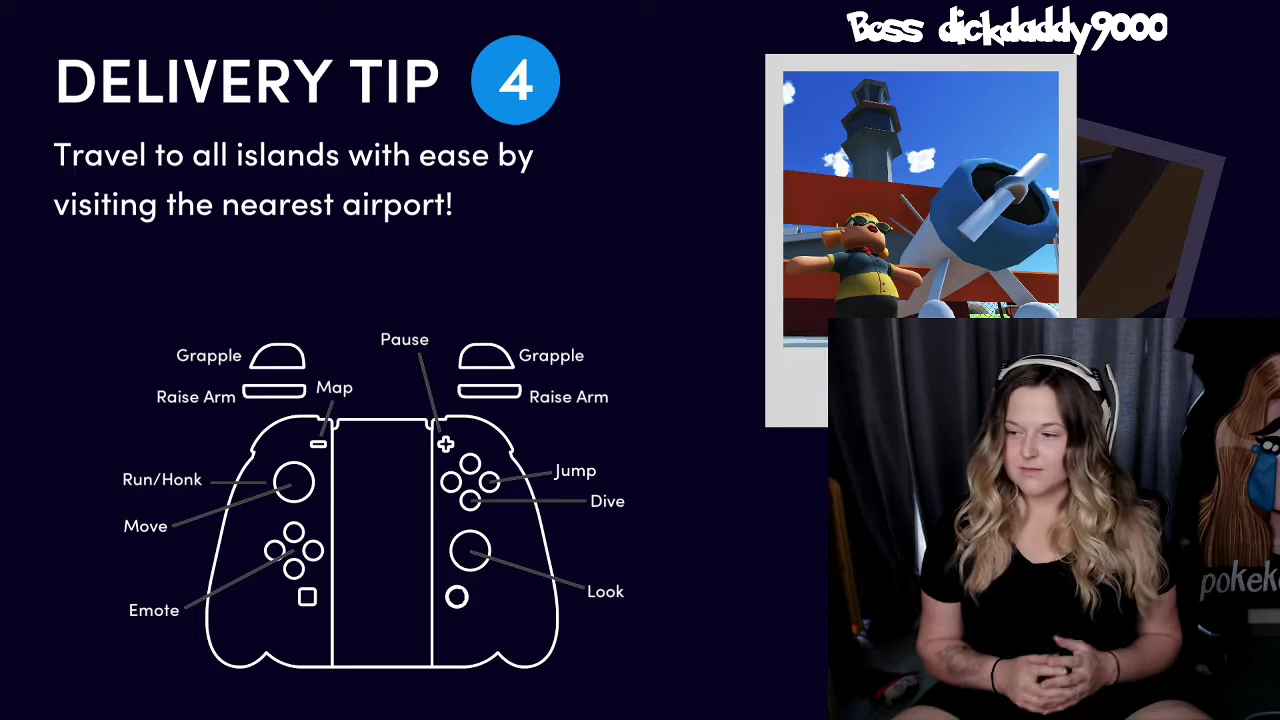 Boss dickdaddy9000
DELIVERY TIP 4
Travel to all islands with ease by
visiting the nearest airport!
Pause
Grapple
Grapple
Map
Raise Arm
Raise Arm
Run/Honk
Jump
Move
Dive
Emote
Look